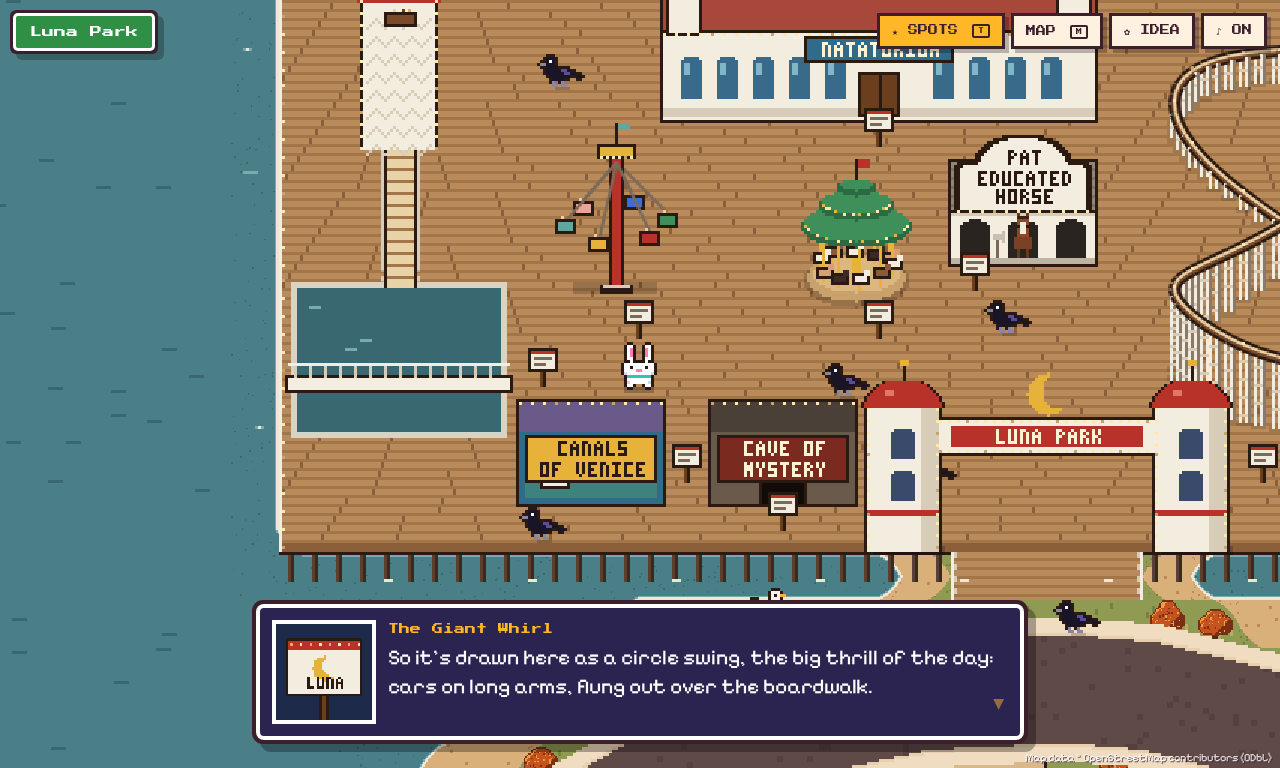 Luna Park
★ SPOTS T
MAP M
✿ IDEA
♪ ON
NATATORIUM
PAT
EDUCATED
HORSE
CANALS
OF VENICE
CAVE OF
MYSTERY
LUNA PARK
The Giant Whirl
So it's drawn here as a circle swing, the big thrill of the day:
cars on long arms, flung out over the boardwalk.
LUNA
Map data © OpenStreetMap contributors (ODbL)